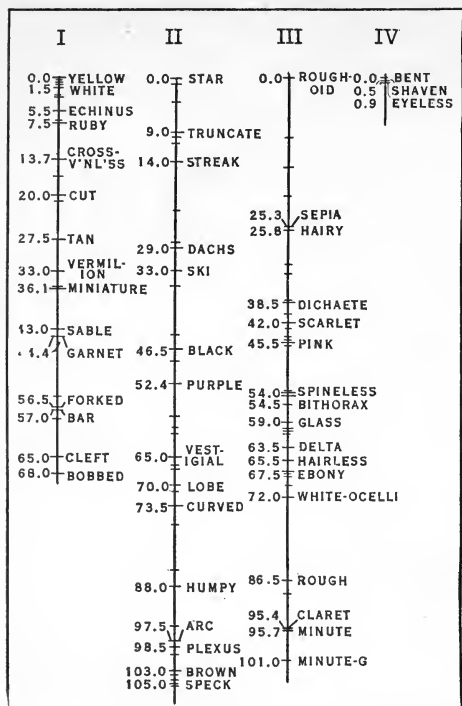 I II III IV
0.0 YELLOW
1.5 WHITE
5.5 ECHINUS
7.5 RUBY
13.7 CROSS-
V'NL'SS
20.0 CUT
27.5 TAN
33.0 VERMIL-
ION
36.1 MINIATURE
43.0 SABLE
GARNET
56.5 FORKED
57.0 BAR
65.0 CLEFT
68.0 BOBBED
0.0 STAR
9.0 TRUNCATE
14.0 STREAK
29.0 DACHS
33.0 SKI
46.5 BLACK
52.4 PURPLE
65.0 VEST-
IGIAL
70.0 LOBE
73.5 CURVED
88.0 HUMPY
97.5 ARC
98.5 PLEXUS
103.0 BROWN
105.0 SPECK
0.0 ROUGH-
OID
25.3 SEPIA
25.8 HAIRY
38.5 DICHAETE
42.0 SCARLET
45.5 PINK
54.0 SPINELESS
54.5 BITHORAX
59.0 GLASS
63.5 DELTA
65.5 HAIRLESS
67.5 EBONY
72.0 WHITE-OCELLI
86.5 ROUGH
95.4 CLARET
95.7 MINUTE
101.0 MINUTE-G
0.0 BENT
0.5 SHAVEN
0.9 EYELESS